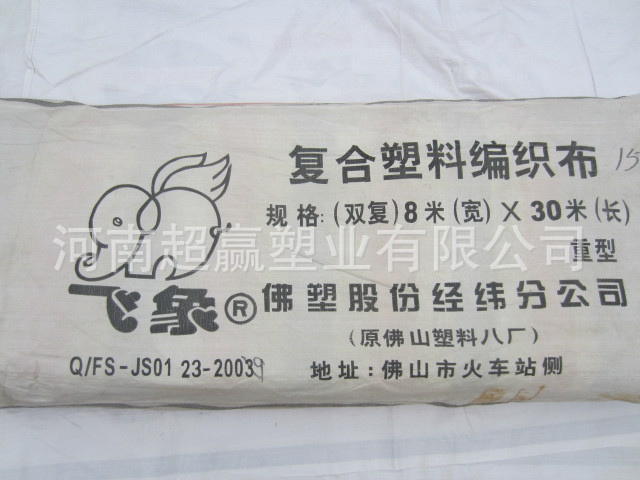 复合塑料编织布 15
规格:(双复)8米(宽)X30米(长)
重型
河南超赢塑业有限公司
飞象®
佛塑股份经纬分公司
(原佛山塑料八厂)
Q/FS-JS01 23-2003
地址:佛山市火车站侧